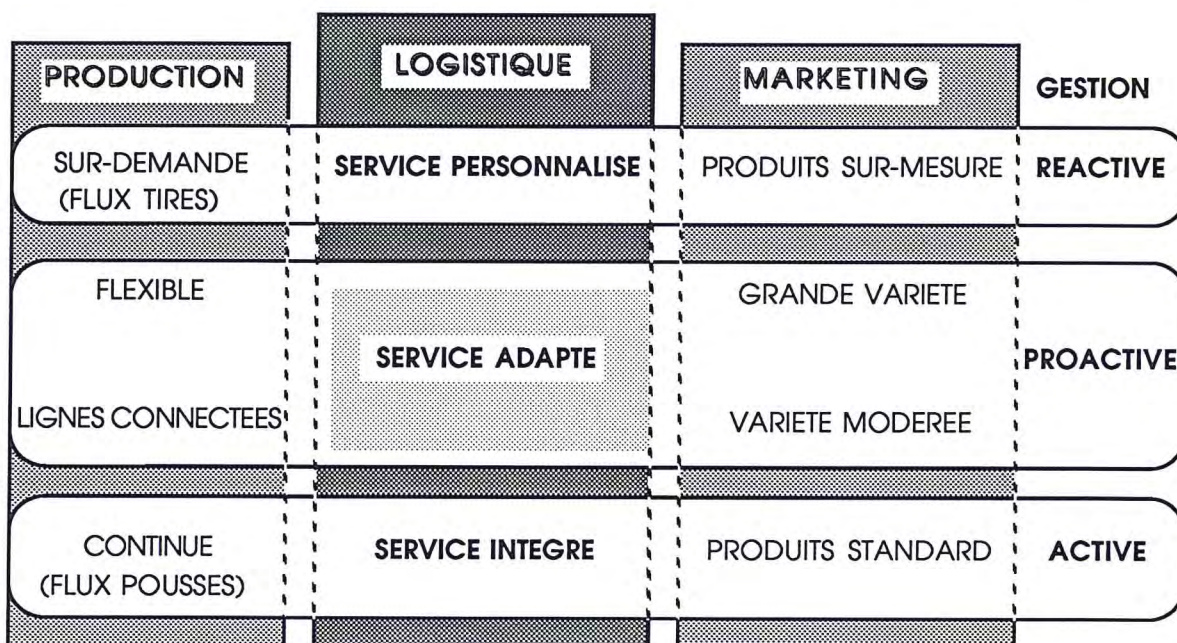 PRODUCTION
LOGISTIQUE
MARKETING
GESTION
SUR-DEMANDE
(FLUX TIRES)
SERVICE PERSONNALISE
PRODUITS SUR-MESURE
REACTIVE
FLEXIBLE
GRANDE VARIETE
SERVICE ADAPTE
PROACTIVE
LIGNES CONNECTEES
VARIETE MODEREE
CONTINUE
(FLUX POUSSES)
SERVICE INTEGRE
PRODUITS STANDARD
ACTIVE